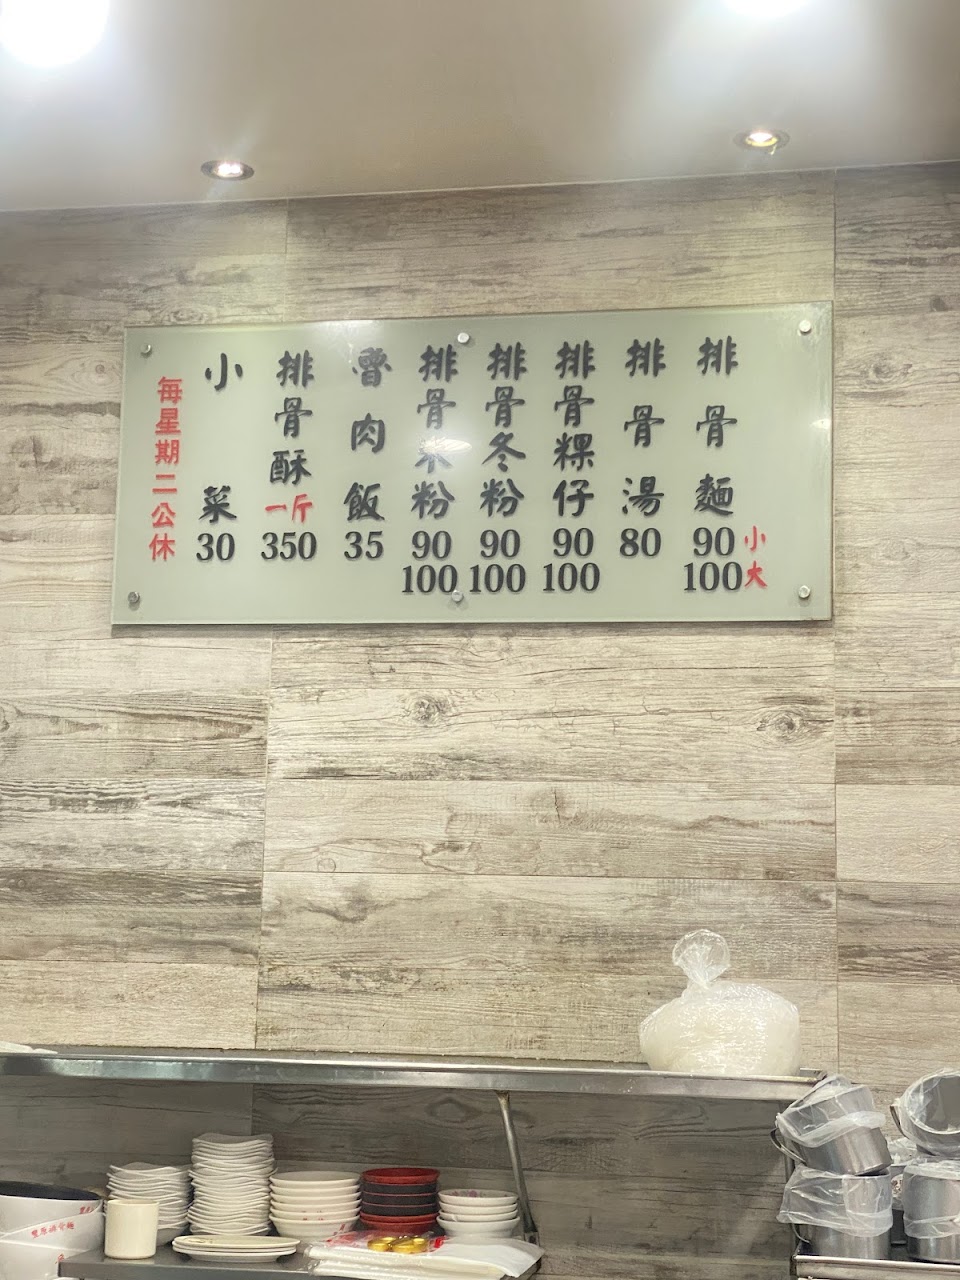 排骨麵 90 小 100 大
排骨湯 80
排骨粿仔 90 100
排骨冬粉 90 100
排骨米粉 90 100
魯肉飯 35
排骨酥 一斤 350
小菜 30
每星期二公休